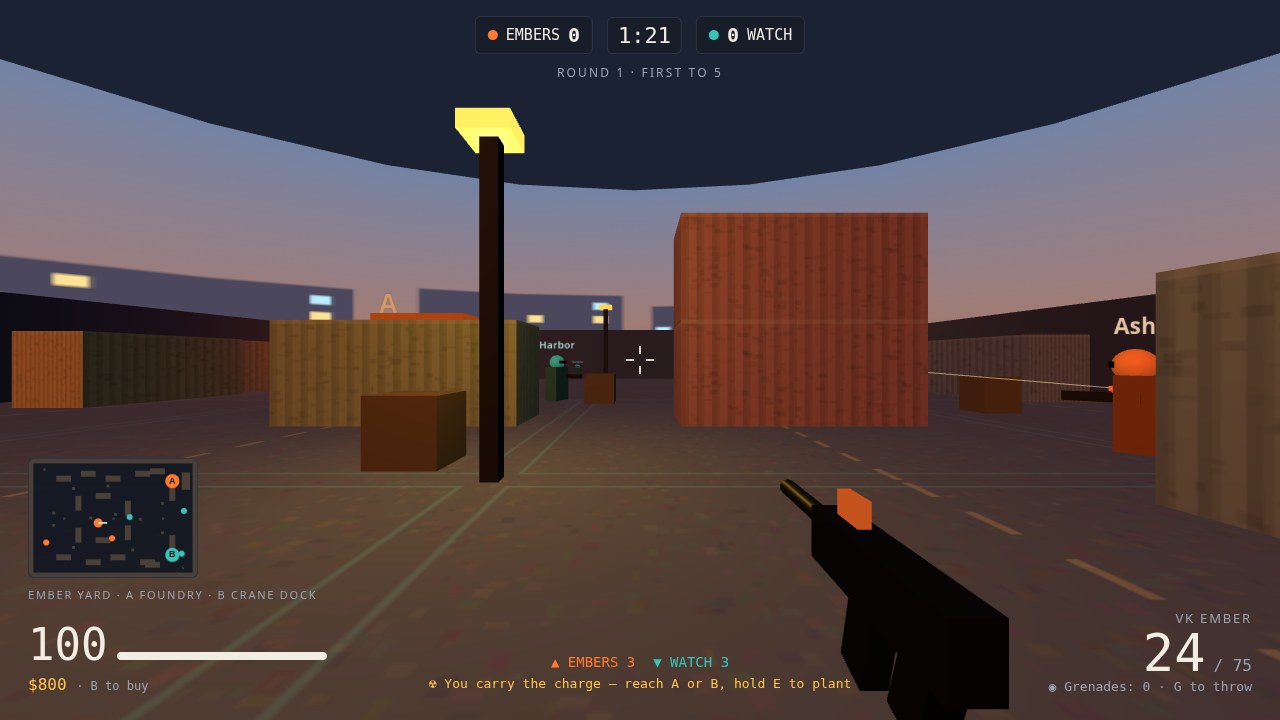 EMBERS 0
1:21
0 WATCH
ROUND 1 · FIRST TO 5
A
Harbor
Ash
A
B
EMBER YARD · A FOUNDRY · B CRANE DOCK
100
$800 · B to buy
▲ EMBERS 3 ▼ WATCH 3
☢ You carry the charge — reach A or B, hold E to plant
VK EMBER
24 / 75
◉ Grenades: 0 · G to throw